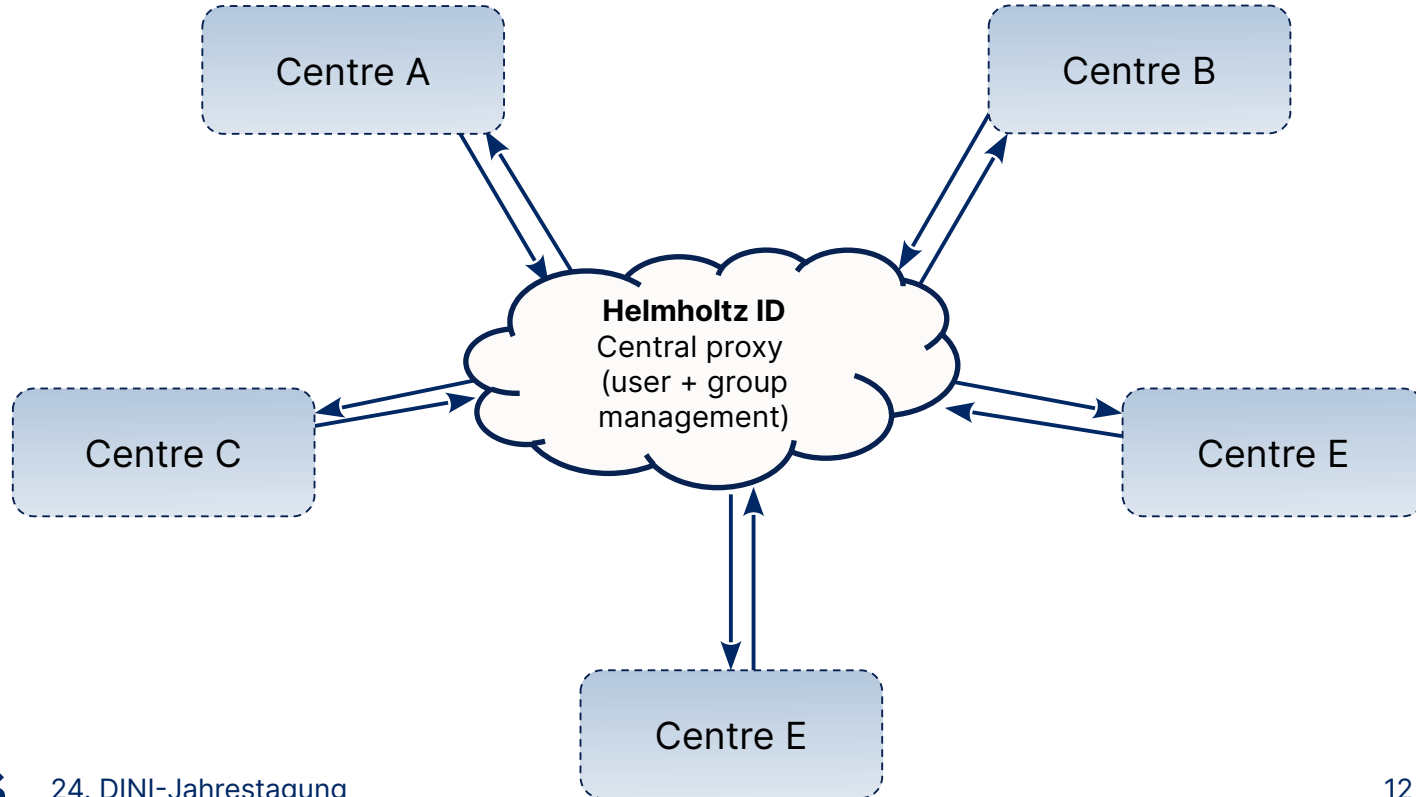 Centre A
Centre B
Helmholtz ID
Central proxy
(user + group
management)
Centre C
Centre E
Centre E
24. DINI-Jahrestagung
12